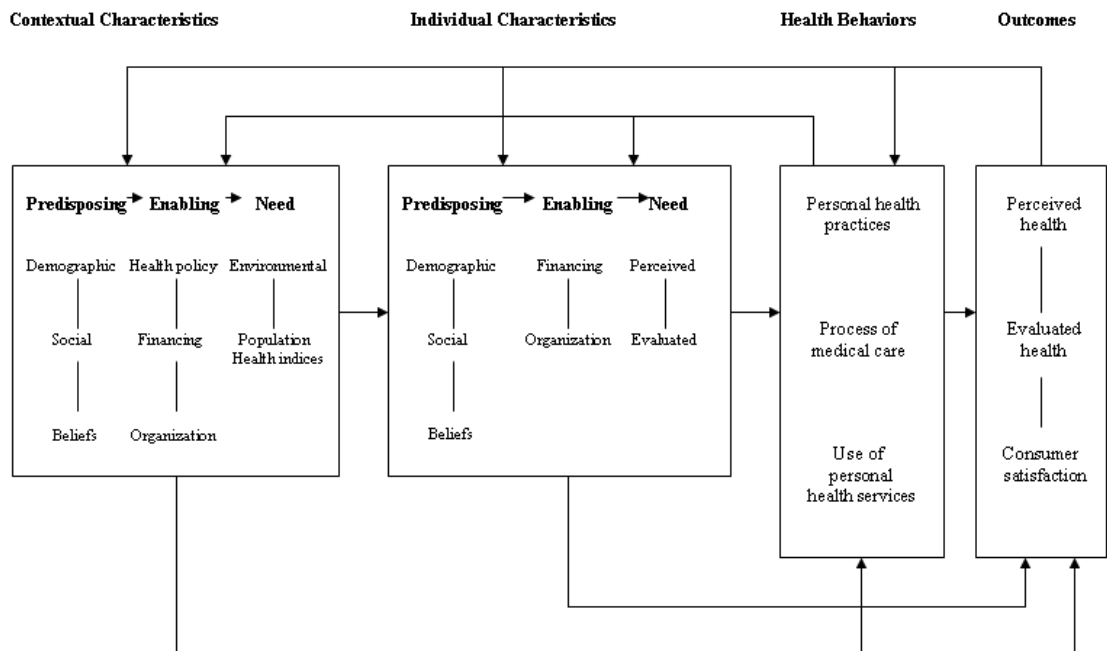 Contextual Characteristics
Individual Characteristics
Health Behaviors
Outcomes
Predisposing
Enabling
Need
Demographic
Health policy
Environmental
Social
Financing
Population
Health indices
Beliefs
Organization
Predisposing
Enabling
Need
Demographic
Financing
Perceived
Social
Organization
Evaluated
Beliefs
Personal health
practices
Process of
medical care
Use of
personal
health services
Perceived
health
Evaluated
health
Consumer
satisfaction